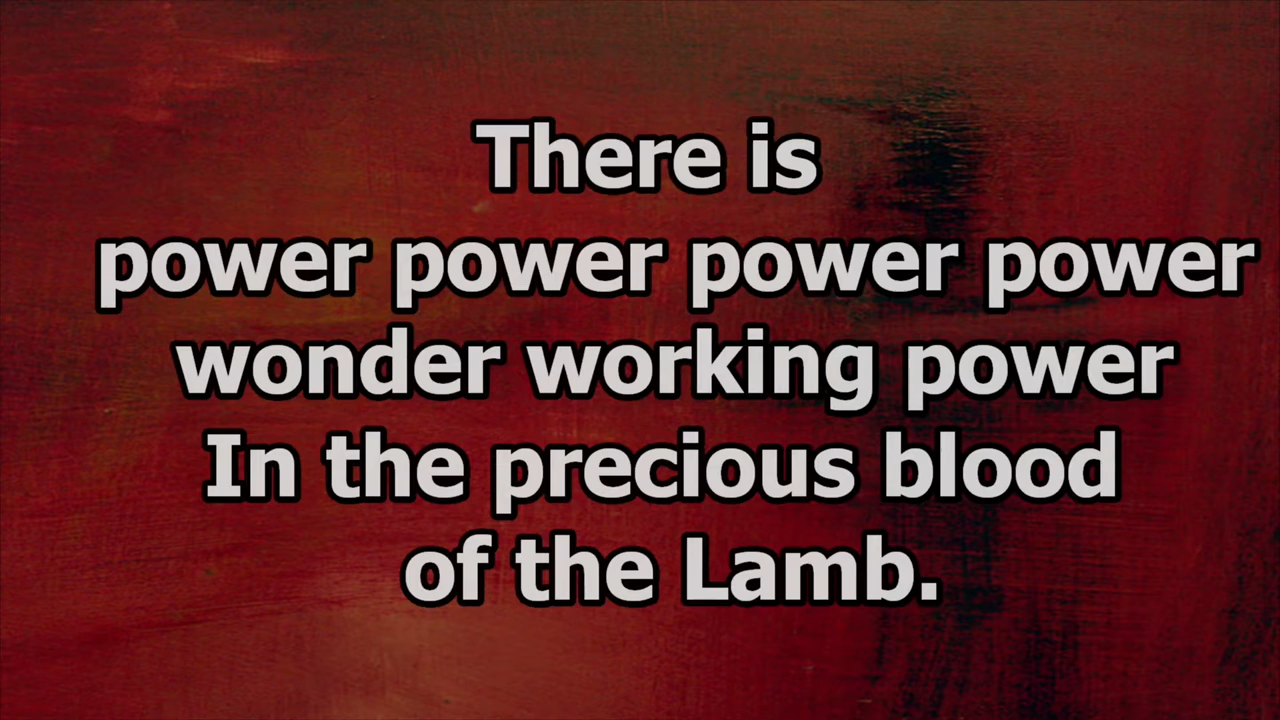 There is
power power power power
wonder working power
In the precious blood
of the Lamb.